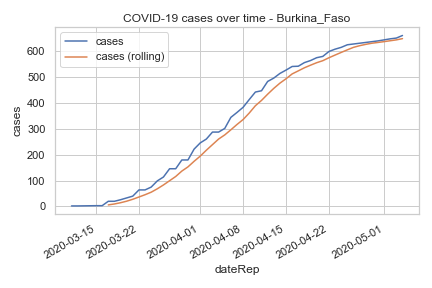 COVID-19 cases over time - Burkina_Faso
cases
cases (rolling)
cases
600
500
400
300
200
100
0
2020-03-15
2020-03-22
2020-04-01
2020-04-08
2020-04-15
2020-04-22
2020-05-01
dateRep